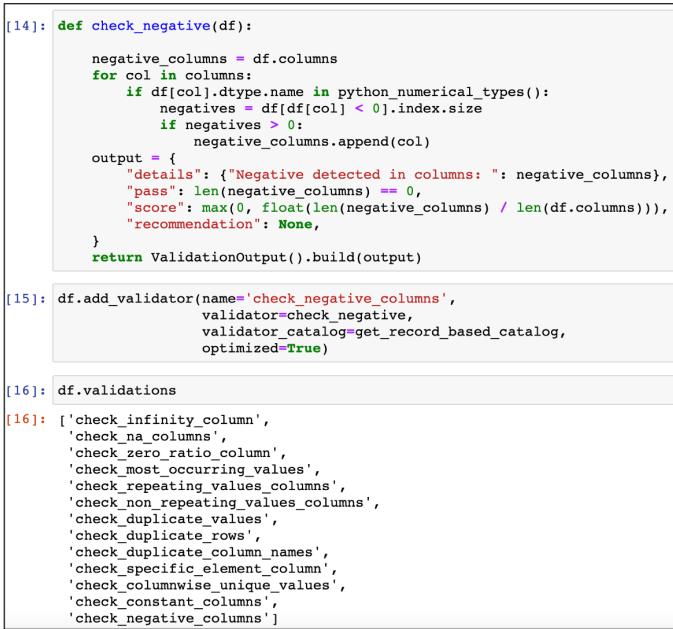 [14]: def check_negative(df):
negative_columns = df.columns
for col in columns:
if df[col].dtype.name in python_numerical_types():
negatives = df[df[col] < 0].index.size
if negatives > 0:
negative_columns.append(col)
output = {
"details": {"Negative detected in columns: ": negative_columns},
"pass": len(negative_columns) == 0,
"score": max(0, float(len(negative_columns) / len(df.columns))),
"recommendation": None,
}
return ValidationOutput().build(output)
[15]: df.add_validator(name='check_negative_columns',
validator=check_negative,
validator_catalog=get_record_based_catalog,
optimized=True)
[16]: df.validations
[16]: ['check_infinity_column',
'check_na_columns',
'check_zero_ratio_column',
'check_most_occurring_values',
'check_repeating_values_columns',
'check_non_repeating_values_columns',
'check_duplicate_values',
'check_duplicate_rows',
'check_duplicate_column_names',
'check_specific_element_column',
'check_columnwise_unique_values',
'check_constant_columns',
'check_negative_columns']